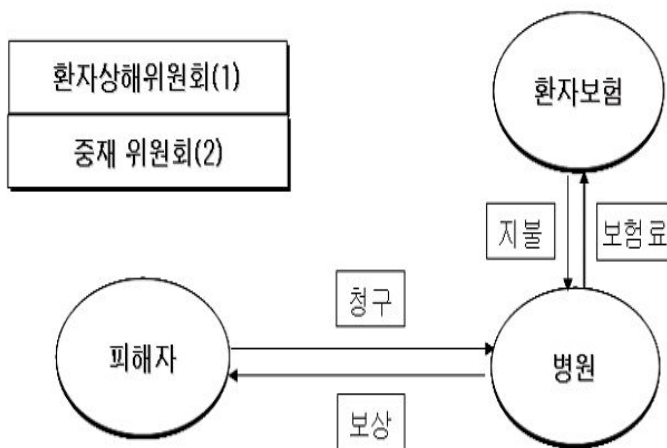 환자상해위원회(1)
중재 위원회(2)
환자보험
지불
보험료
청구
피해자
병원
보상